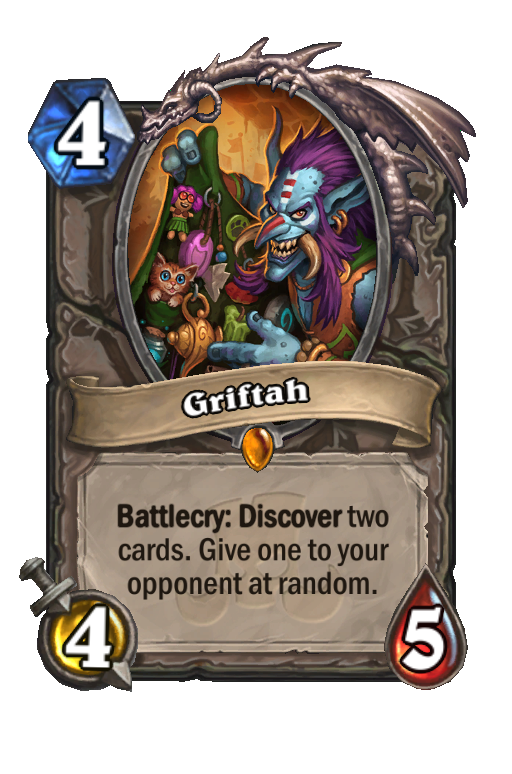 4
Griftah
Battlecry: Discover two
cards. Give one to your
opponent at random.
4
5